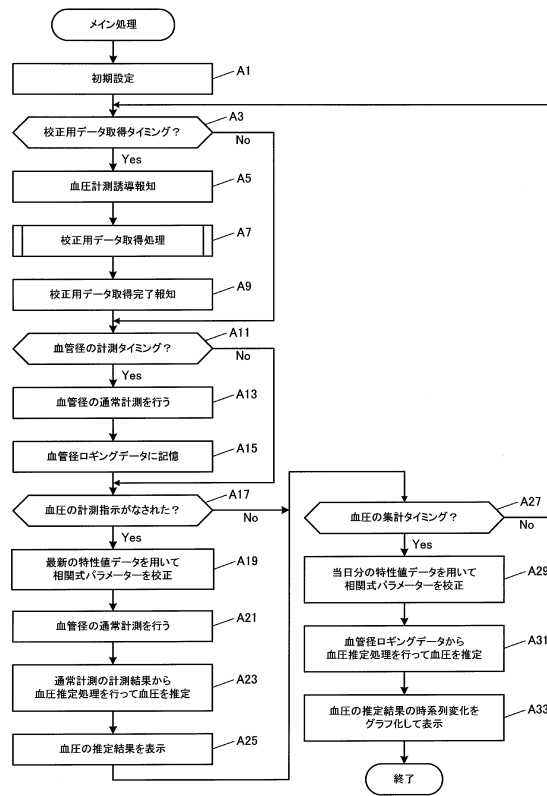 メイン処理
初期設定
A1
校正用データ取得タイミング？
A3
No
Yes
血圧計測誘導報知
A5
校正用データ取得処理
A7
校正用データ取得完了報知
A9
血管径の計測タイミング？
A11
No
Yes
血管径の通常計測を行う
A13
血管径ロギングデータに記憶
A15
血圧の計測指示がなされた？
A17
No
Yes
最新の特性値データを用いて
相関式パラメーターを校正
A19
血管径の通常計測を行う
A21
通常計測の計測結果から
血圧推定処理を行って血圧を推定
A23
血圧の推定結果を表示
A25
血圧の集計タイミング？
A27
No
Yes
当日分の特性値データを用いて
相関式パラメーターを校正
A29
血管径ロギングデータから
血圧推定処理を行って血圧を推定
A31
血圧の推定結果の時系列変化を
グラフ化して表示
A33
終了